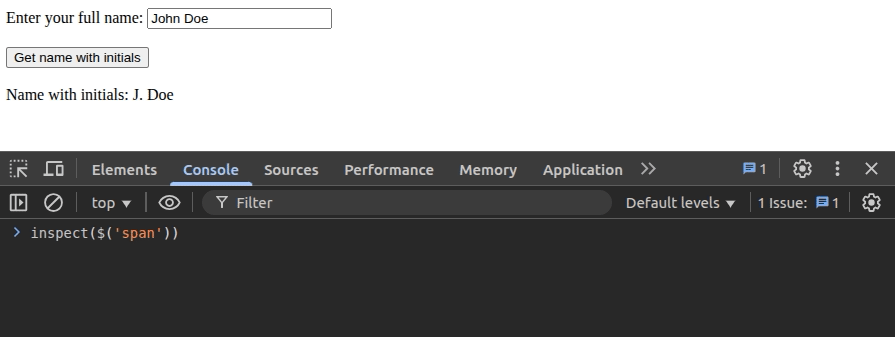 Enter your full name: John Doe
Get name with initials
Name with initials: J. Doe
Elements Console Sources Performance Memory Application 1
top Filter Default levels 1 Issue: 1
inspect($('span'))